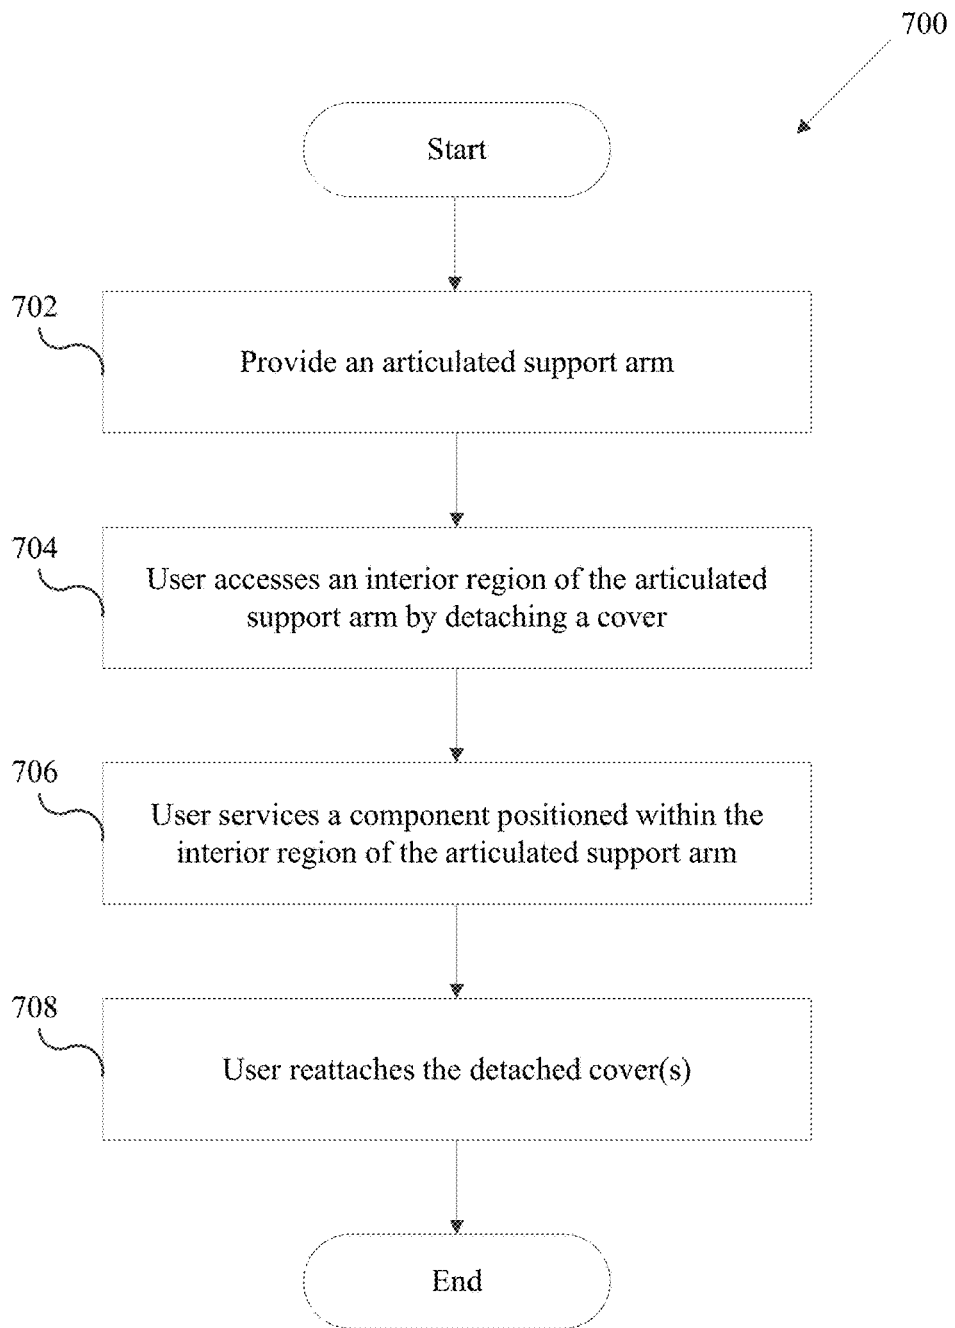 700
Start
702
Provide an articulated support arm
704
User accesses an interior region of the articulated
support arm by detaching a cover
706
User services a component positioned within the
interior region of the articulated support arm
708
User reattaches the detached cover(s)
End